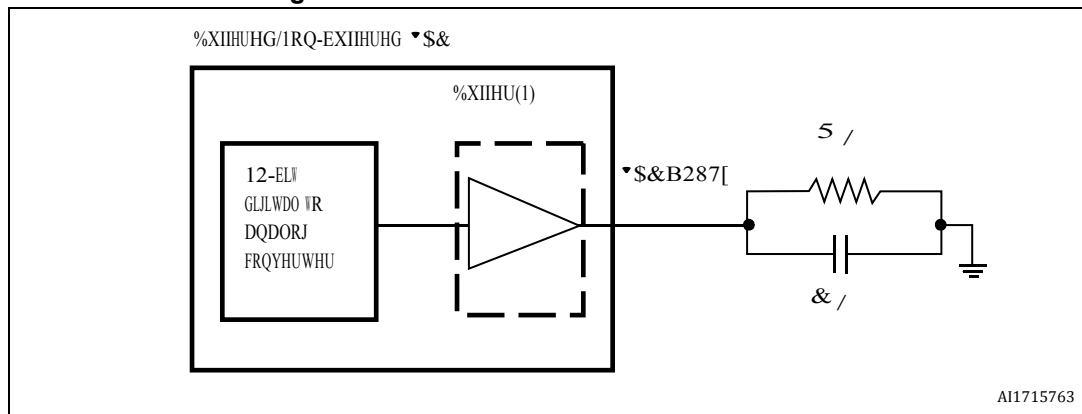 %XIIHUHG/1RQ-EXIIHUHG ▾$&
%XIIHU(1)
12-ELW
GLJLWDO WR
DQDORJ
FRQYHUWHU
▾$&B287[
5 /
& /
AI1715763